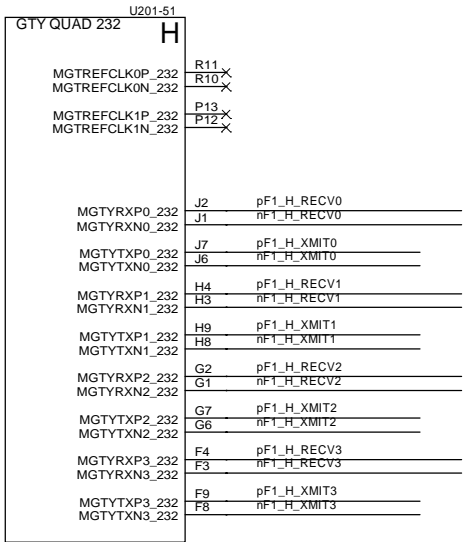 U201-51
GTY QUAD 232
H
MGTREFCLK0P_232 R11
MGTREFCLK0N_232 R10
MGTREFCLK1P_232 P13
MGTREFCLK1N_232 P12
MGTYRXP0_232 J2 pF1_H_RECV0
MGTYRXN0_232 J1 nF1_H_RECV0
MGTYTXP0_232 J7 pF1_H_XMIT0
MGTYTXN0_232 J6 nF1_H_XMIT0
MGTYRXP1_232 H4 pF1_H_RECV1
MGTYRXN1_232 H3 nF1_H_RECV1
MGTYTXP1_232 H9 pF1_H_XMIT1
MGTYTXN1_232 H8 nF1_H_XMIT1
MGTYRXP2_232 G2 pF1_H_RECV2
MGTYRXN2_232 G1 nF1_H_RECV2
MGTYTXP2_232 G7 pF1_H_XMIT2
MGTYTXN2_232 G6 nF1_H_XMIT2
MGTYRXP3_232 F4 pF1_H_RECV3
MGTYRXN3_232 F3 nF1_H_RECV3
MGTYTXP3_232 F9 pF1_H_XMIT3
MGTYTXN3_232 F8 nF1_H_XMIT3